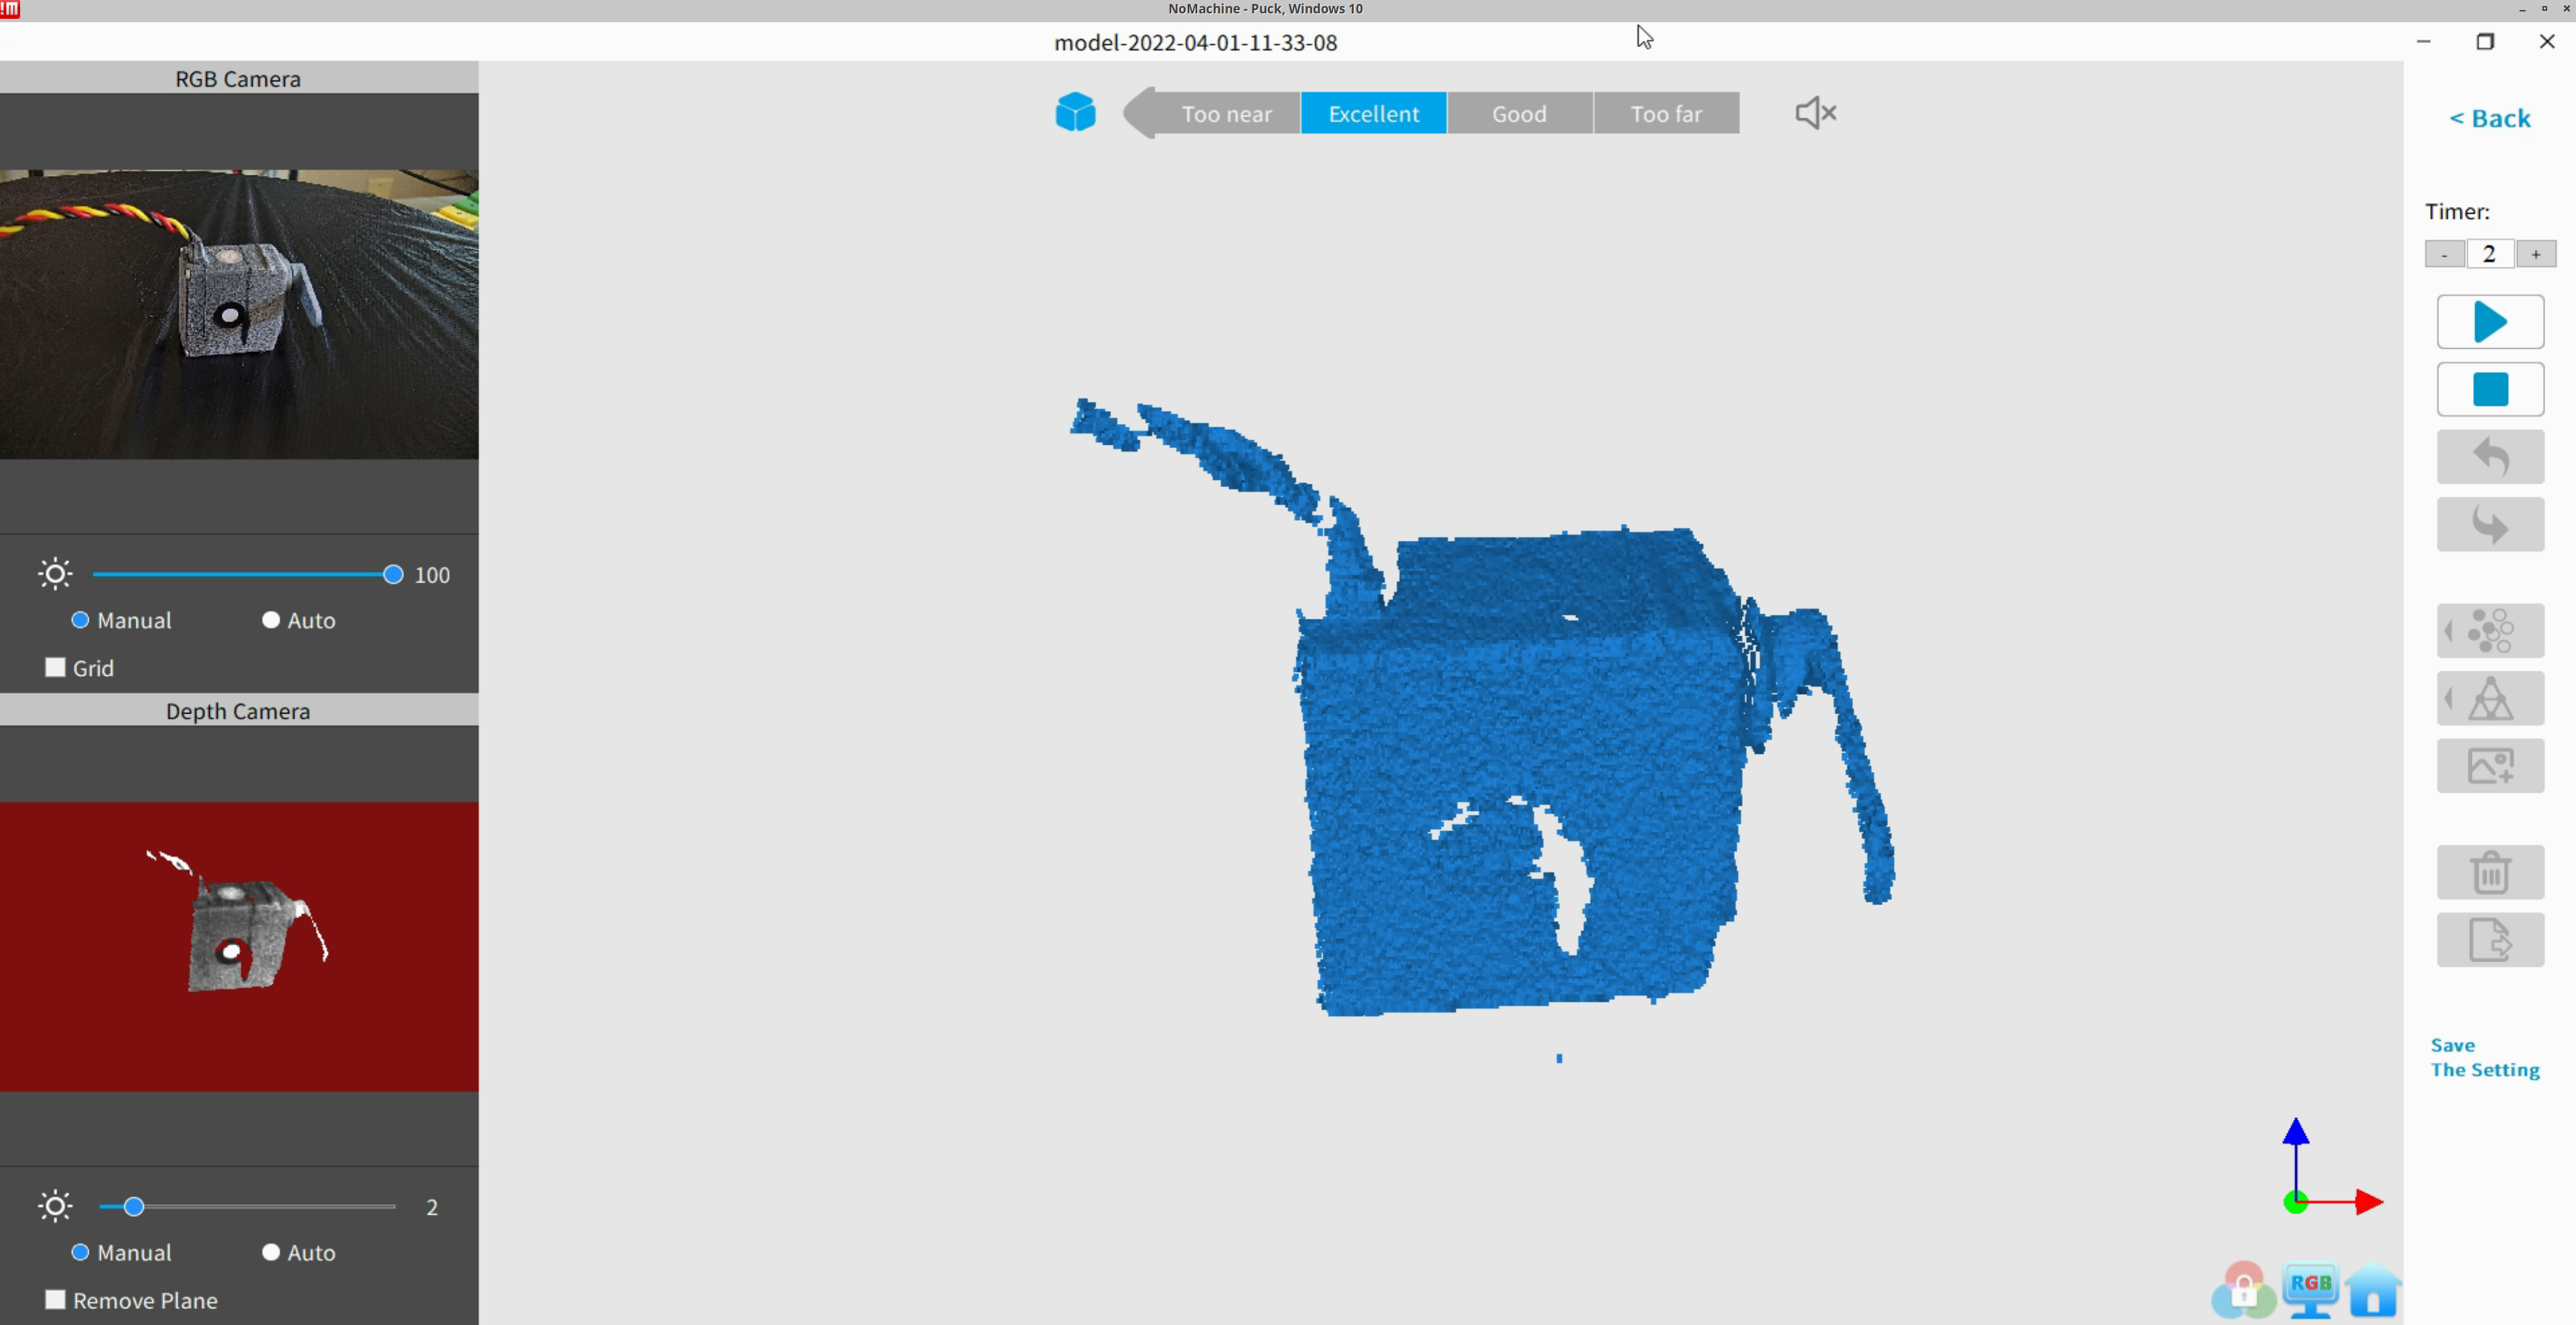 !m
NoMachine - Puck, Windows 10
model-2022-04-01-11-33-08
RGB Camera
Too near
Excellent
Good
Too far
< Back
Timer:
- 2 +
100
Manual
Auto
Grid
Depth Camera
2
Manual
Auto
Remove Plane
Save
The Setting
RGB